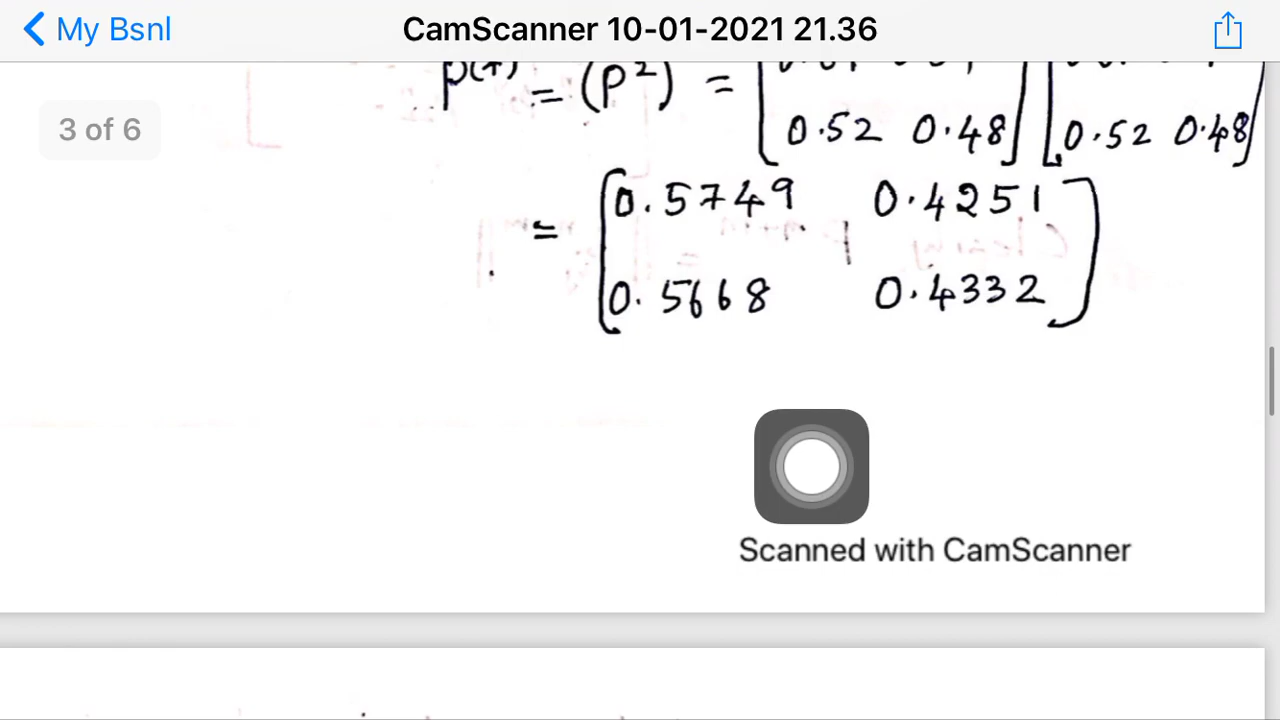 My Bsnl
CamScanner 10-01-2021 21.36
3 of 6
= (P²) =
0.52 0.48] [0.52 0.48]
= [0.5749 0.4251
0.5668 0.4332]
Scanned with CamScanner